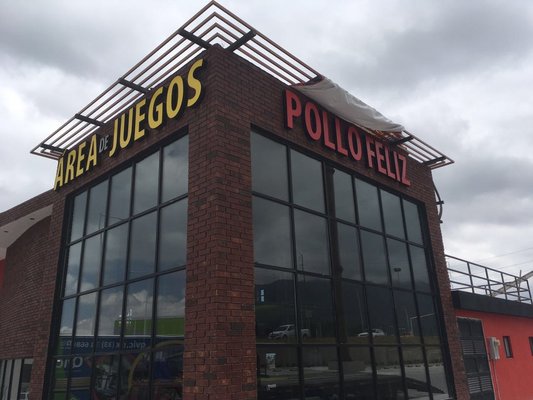 AREA DE JUEGOS
POLLO FELIZ